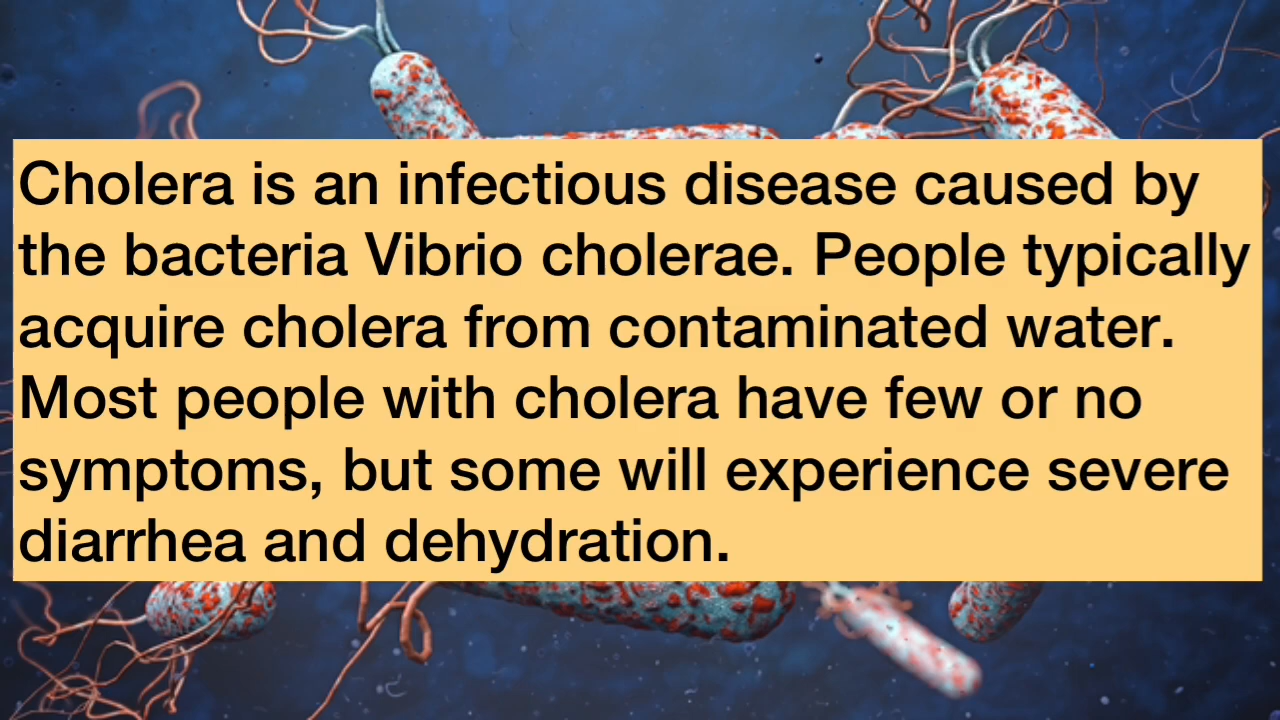 Cholera is an infectious disease caused by
the bacteria Vibrio cholerae. People typically
acquire cholera from contaminated water.
Most people with cholera have few or no
symptoms, but some will experience severe
diarrhea and dehydration.